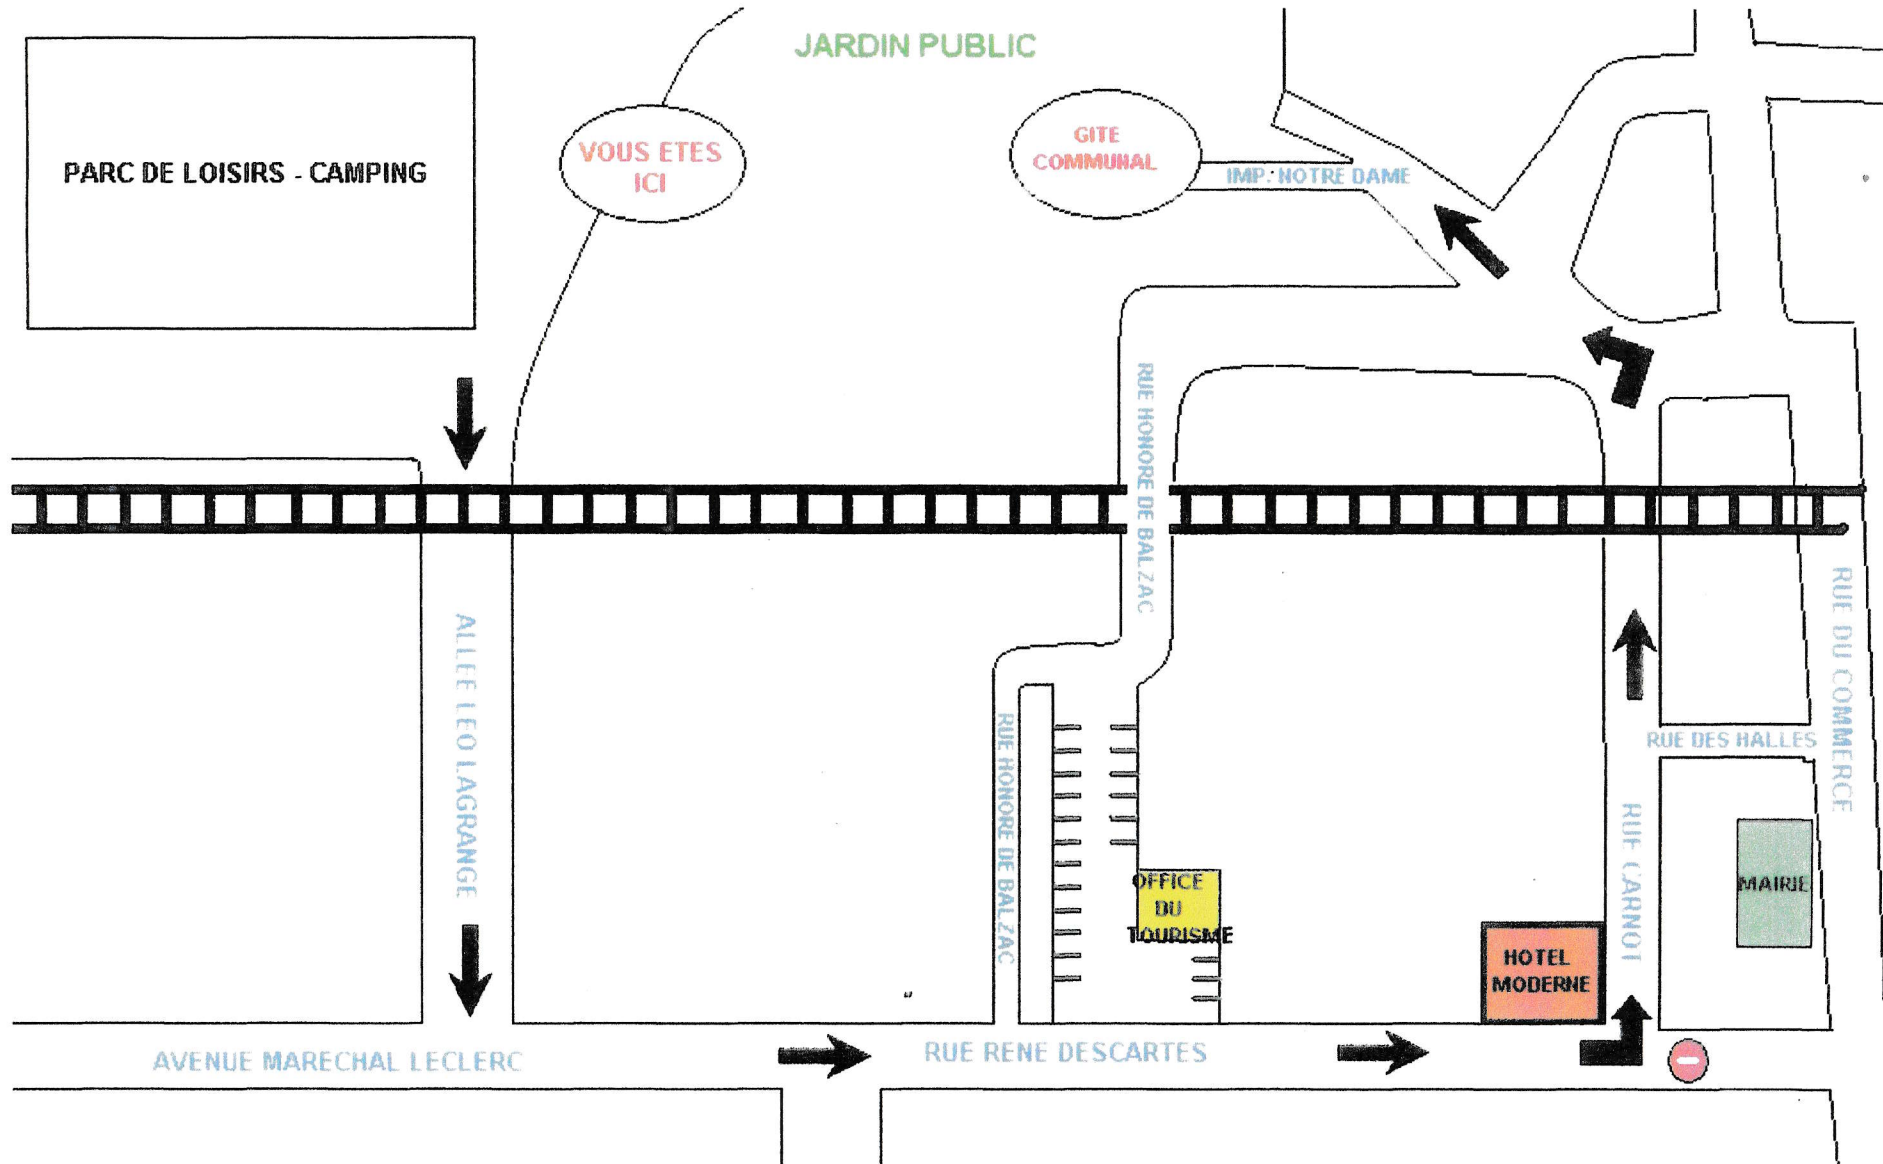 JARDIN PUBLIC
PARC DE LOISIRS - CAMPING
VOUS ETES
ICI
GITE
COMMUNAL
IMP. NOTRE DAME
RUE HONORE DE BALZAC
ALLEE LEO LAGRANGE
RUE HONORE DE BALZAC
RUE DU COMMERCE
RUE DES HALLES
RUE CARNOT
OFFICE
DU
TOURISME
MAIRIE
HOTEL
MODERNE
AVENUE MARECHAL LECLERC
RUE RENE DESCARTES